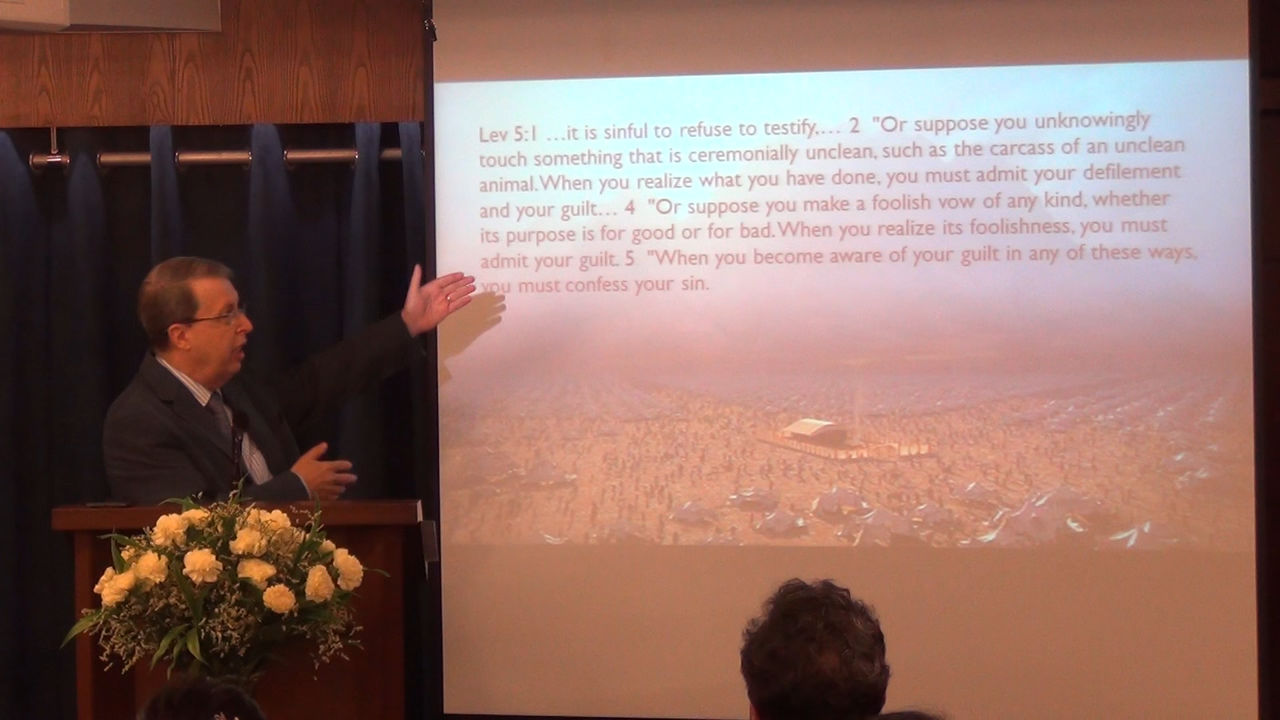 Lev 5:1 …it is sinful to refuse to testify,… 2 "Or suppose you unknowingly
touch something that is ceremonially unclean, such as the carcass of an unclean
animal. When you realize what you have done, you must admit your defilement
and your guilt… 4 "Or suppose you make a foolish vow of any kind, whether
its purpose is for good or for bad. When you realize its foolishness, you must
admit your guilt. 5 "When you become aware of your guilt in any of these ways,
you must confess your sin.